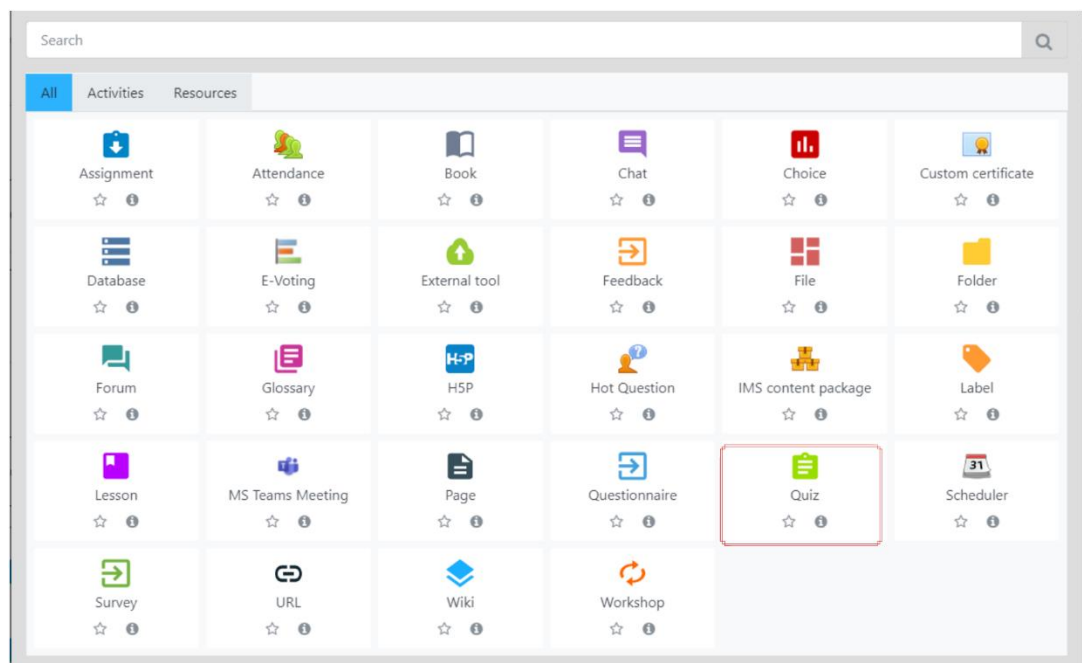 Search
All Activities Resources
Assignment Attendance Book Chat Choice Custom certificate
Database E-Voting External tool Feedback File Folder
H-P
Forum Glossary H5P Hot Question IMS content package Label
31
Lesson MS Teams Meeting Page Questionnaire Quiz Scheduler
Survey URL Wiki Workshop